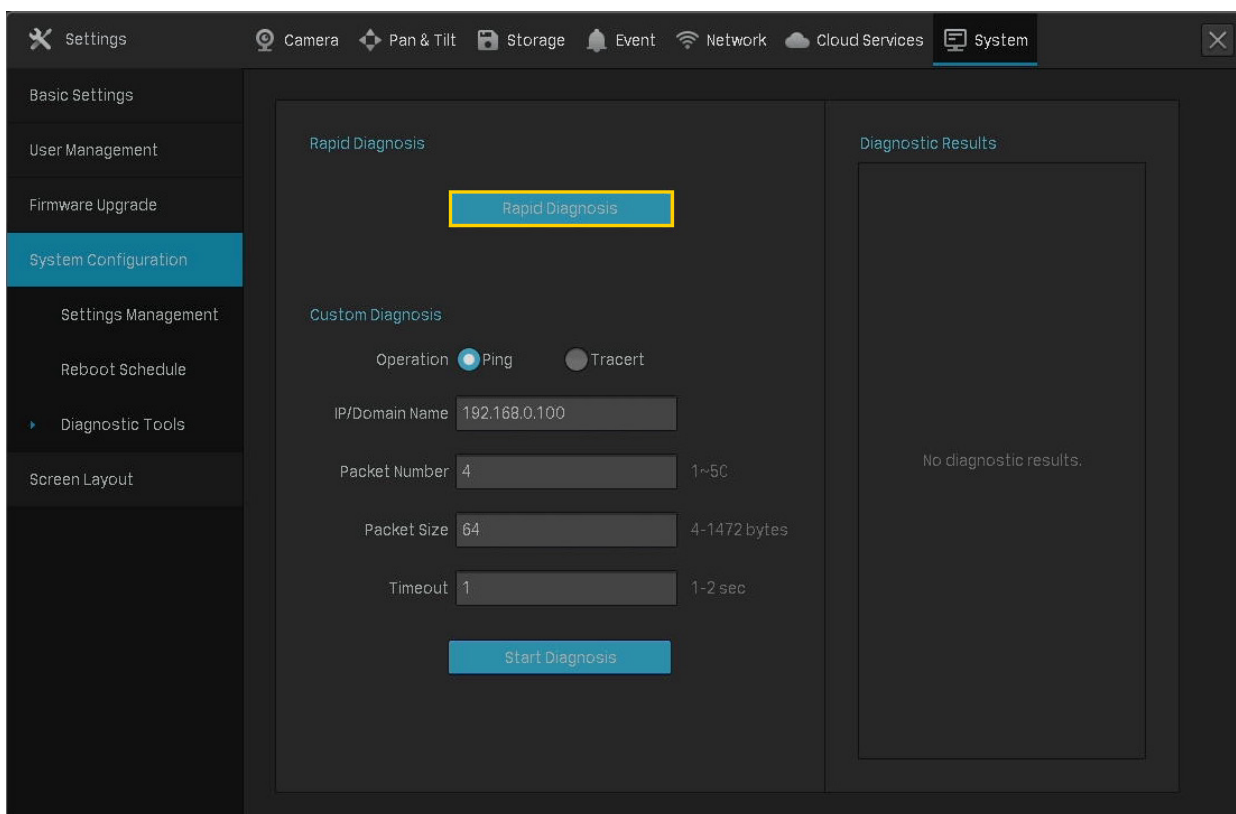 Settings
Camera
Pan & Tilt
Storage
Event
Network
Cloud Services
System
Basic Settings
User Management
Firmware Upgrade
System Configuration
Settings Management
Reboot Schedule
Diagnostic Tools
Screen Layout
Rapid Diagnosis
Rapid Diagnosis
Custom Diagnosis
Operation Ping Tracert
IP/Domain Name 192.168.0.100
Packet Number 4 1~50
Packet Size 64 4-1472 bytes
Timeout 1 1-2 sec
Start Diagnosis
Diagnostic Results
No diagnostic results.